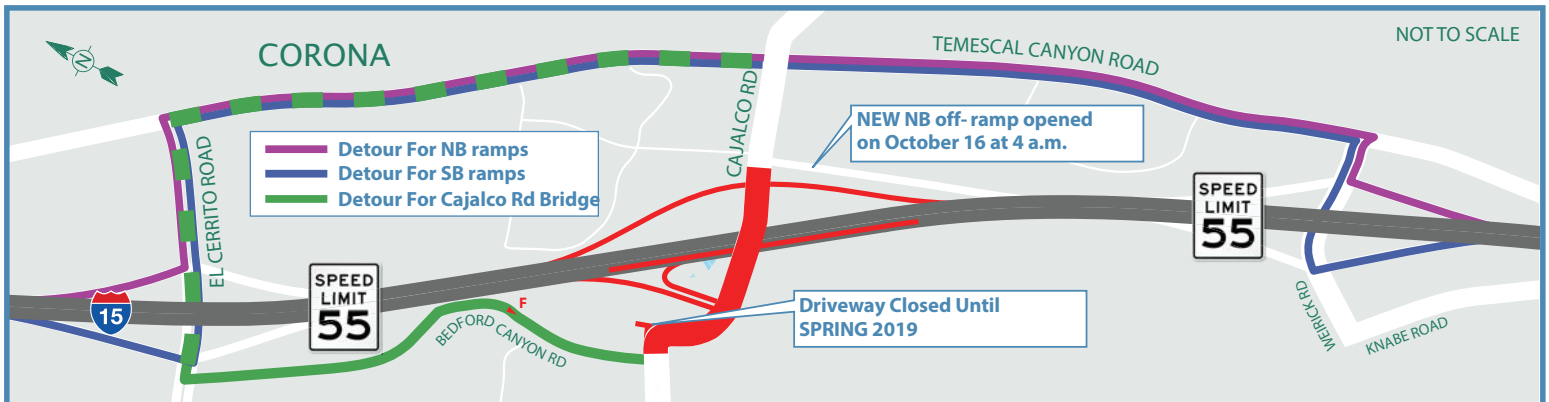 N
CORONA
NOT TO SCALE
TEMESCAL CANYON ROAD
CAJALCO RD
NEW NB off- ramp opened
on October 16 at 4 a.m.
EL CERRITO ROAD
Detour For NB ramps
Detour For SB ramps
Detour For Cajalco Rd Bridge
SPEED
LIMIT
55
SPEED
LIMIT
55
15
F
BEDFORD CANYON RD
Driveway Closed Until
SPRING 2019
WEIRICK RD
KNABE ROAD